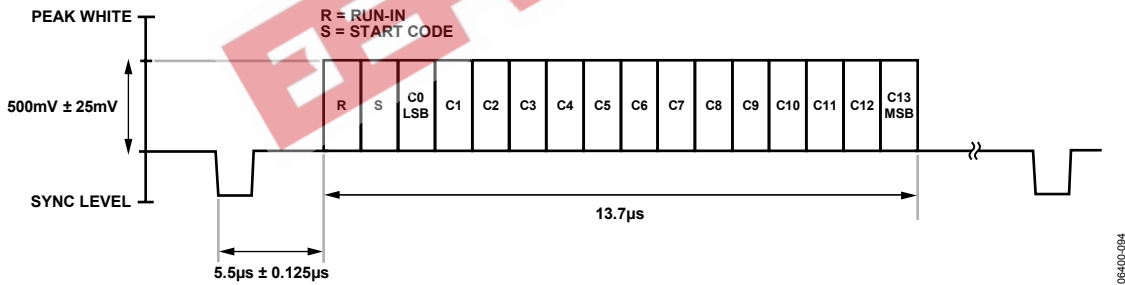 PEAK WHITE
R = RUN-IN
S = START CODE
500mV ± 25mV
R
S
C0
LSB
C1
C2
C3
C4
C5
C6
C7
C8
C9
C10
C11
C12
C13
MSB
SYNC LEVEL
13.7µs
5.5µs ± 0.125µs
06400-094